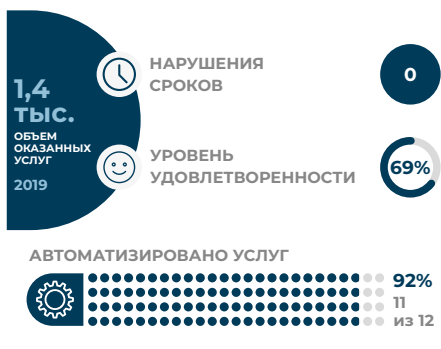 1,4
ТЫС.
ОБЪЕМ
ОКАЗАННЫХ
УСЛУГ
2019
НАРУШЕНИЯ
СРОКОВ
0
УРОВЕНЬ
УДОВЛЕТВОРЕННОСТИ
69%
АВТОМАТИЗИРОВАНО УСЛУГ
92%
11
из 12